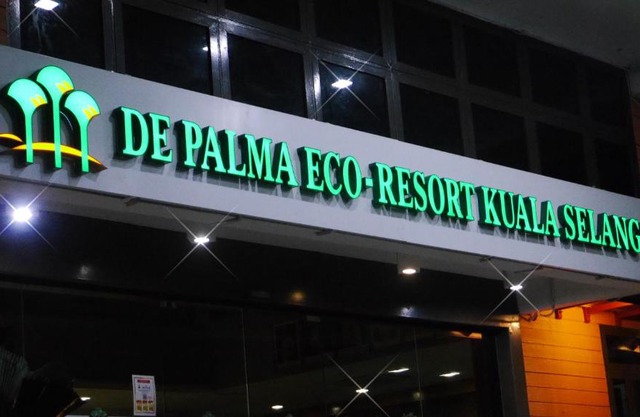 DE PALMA ECO-RESORT KUALA SELANG